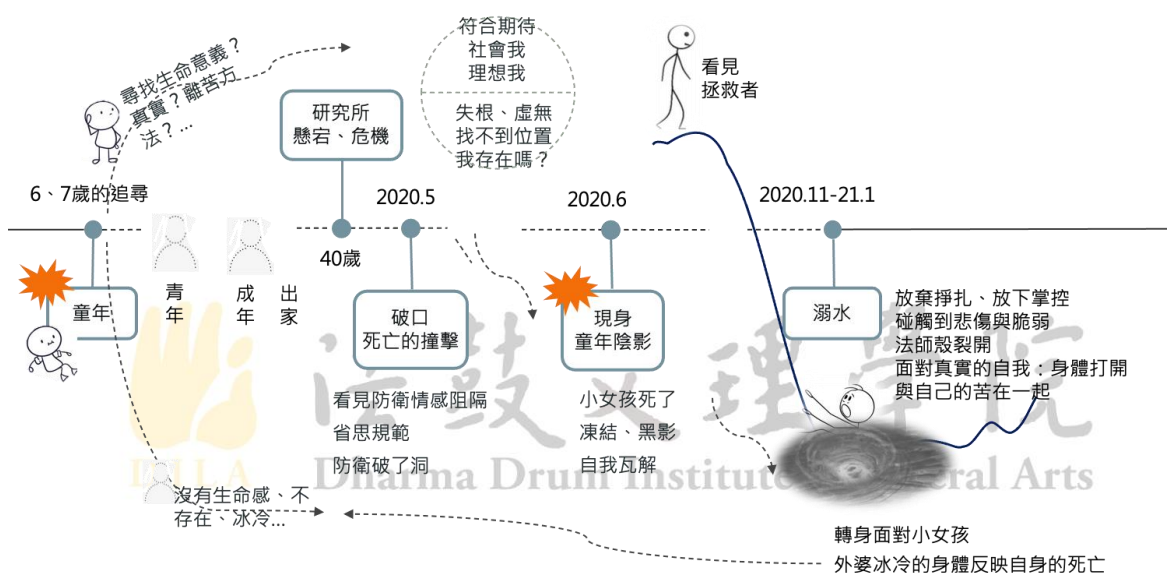 尋找生命意義？
真實？離苦方
法？...
符合期待
社會我
理想我
失根、虛無
找不到位置
我存在嗎？
看見
拯救者
研究所
懸宕、危機
6、7歲的追尋
2020.5
2020.6
2020.11-21.1
40歲
童年
青年
成年
出家
破口
死亡的撞擊
現身
童年陰影
溺水
放棄掙扎、放下掌控
碰觸到悲傷與脆弱
法師殼裂開
面對真實的自我：身體打開
與自己的苦在一起
看見防衛情感阻隔
省思規範
防衛破了洞
小女孩死了
凍結、黑影
自我瓦解
法鼓文理學院
DILA
Dharma Drum Institute of Liberal Arts
沒有生命感、不
存在、冰冷...
轉身面對小女孩
外婆冰冷的身體反映自身的死亡